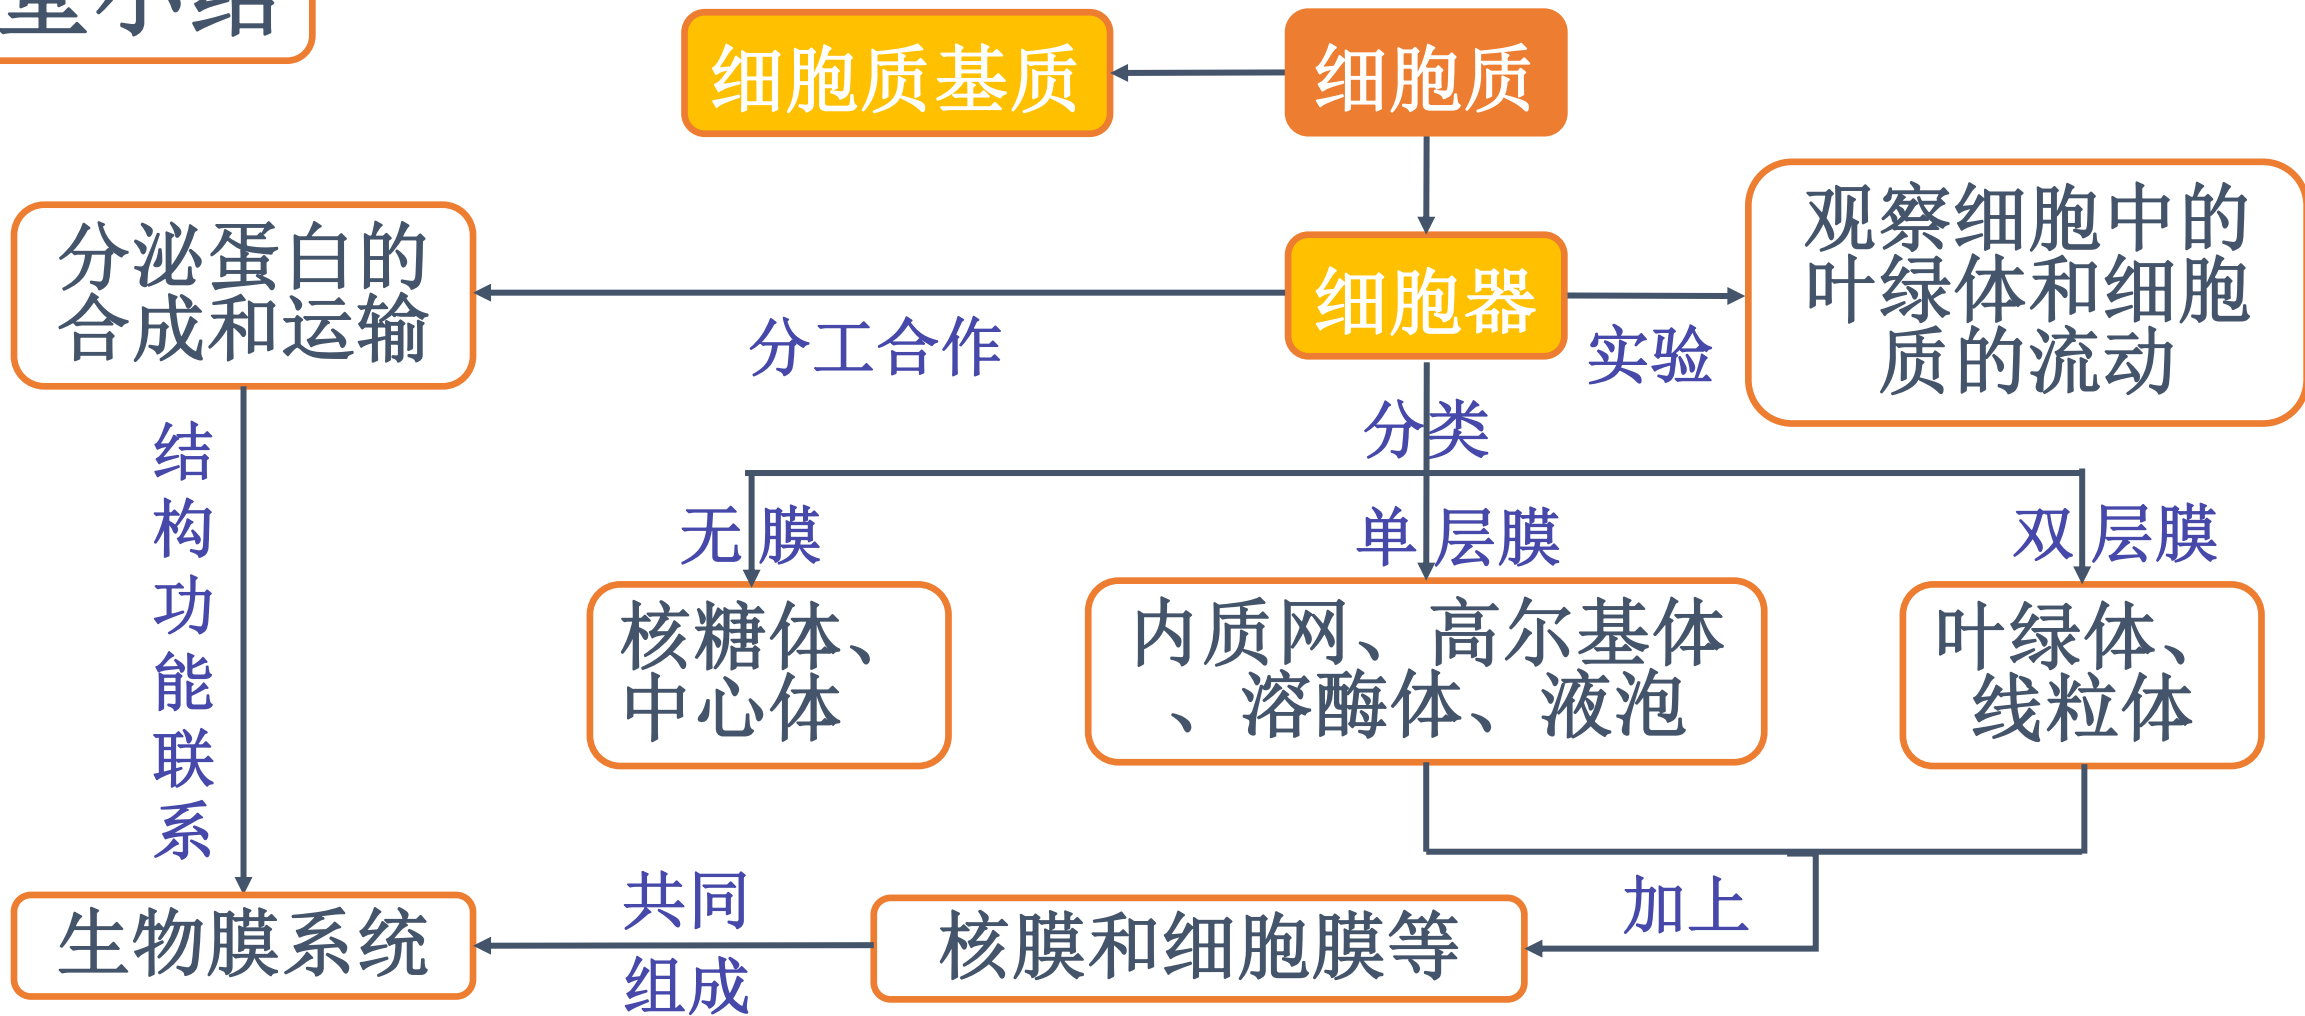 小结
细胞质基质
细胞质
分泌蛋白的
合成和运输
细胞器
观察细胞中的
叶绿体和细胞
质的流动
分工合作
实验
分类
结构功能联系
无膜
单层膜
双层膜
核糖体、
中心体
内质网、高尔基体
、溶酶体、液泡
叶绿体、
线粒体
共同
组成
加上
生物膜系统
核膜和细胞膜等